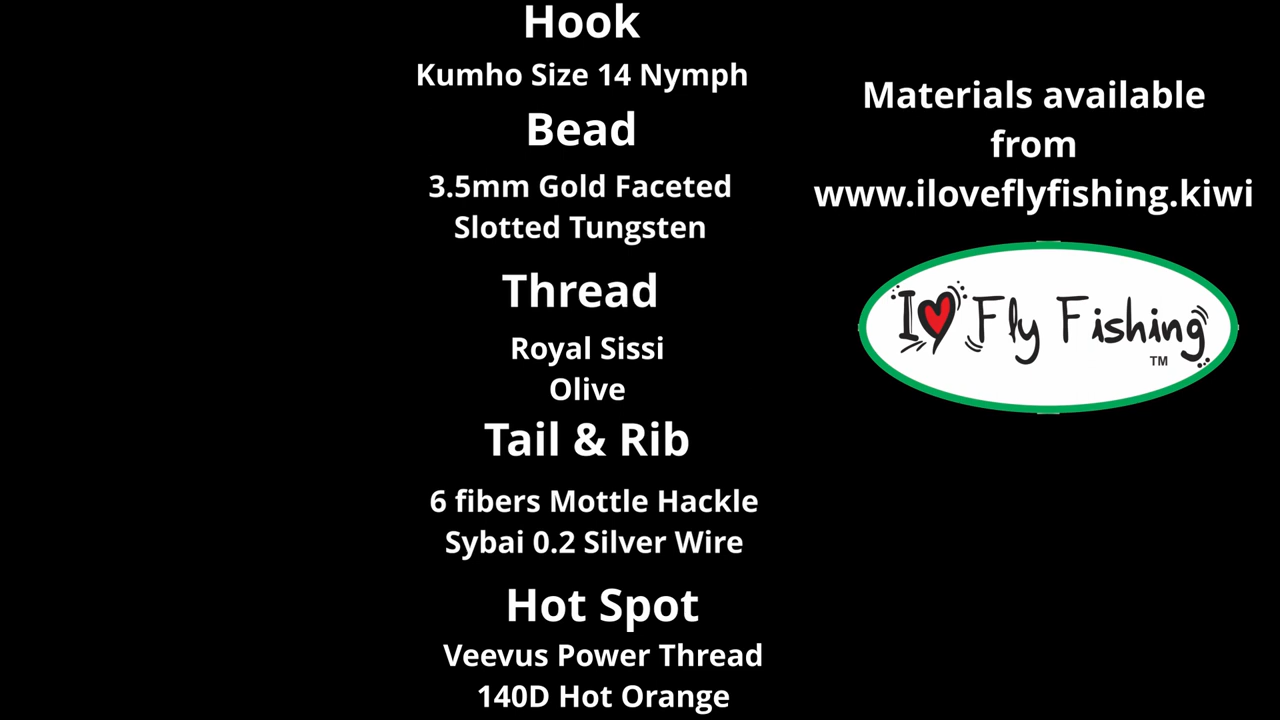 Hook
Kumho Size 14 Nymph
Bead
3.5mm Gold Faceted
Slotted Tungsten
Thread
Royal Sissi
Olive
Tail & Rib
6 fibers Mottle Hackle
Sybai 0.2 Silver Wire
Hot Spot
Veevus Power Thread
140D Hot Orange
Materials available
from
www.iloveflyfishing.kiwi
I Fly Fishing
TM